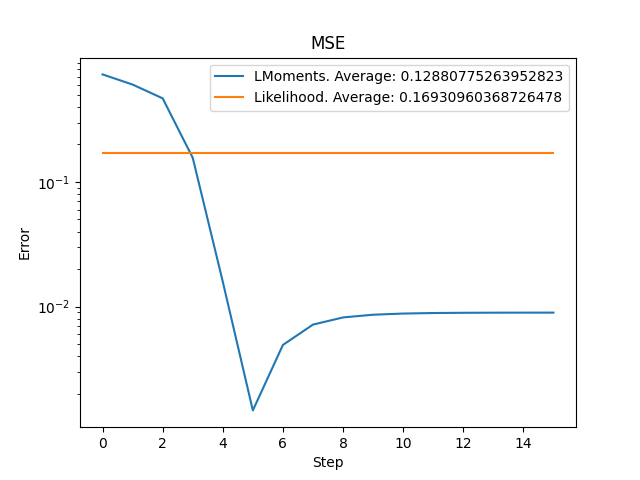 MSE
LMoments. Average: 0.12880775263952823
Likelihood. Average: 0.16930960368726478
10⁻¹
10⁻²
Error
0 2 4 6 8 10 12 14
Step